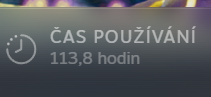 ČAS POUŽÍVÁNÍ
113,8 hodin